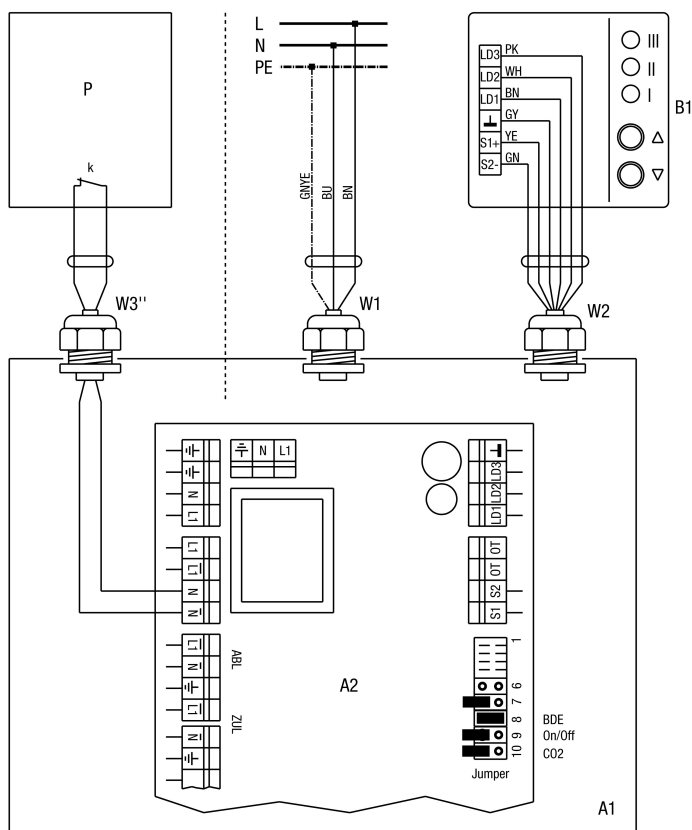 P
k
W3''
L
N
PE
GNYE
BU
BN
W1
LD3 PK
LD2 WH
LD1 BN
GY
S1+ YE
S2- GN
III
II
I
B1
W2
N
L1
L1
L1'
N
N'
L1'
N'
L1'
N'
ABL
ZUL
N L1
A2
LD3
LD2
LD1
OT
OT
S2
S1
1
6
7
8 BDE
9 On/Off
10 CO2
Jumper
A1